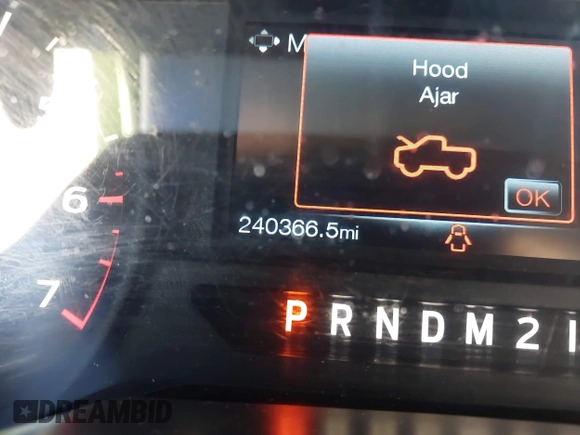 M
Hood
Ajar
OK
6
240366.5mi
7
P R N D M 2
DREAMBID